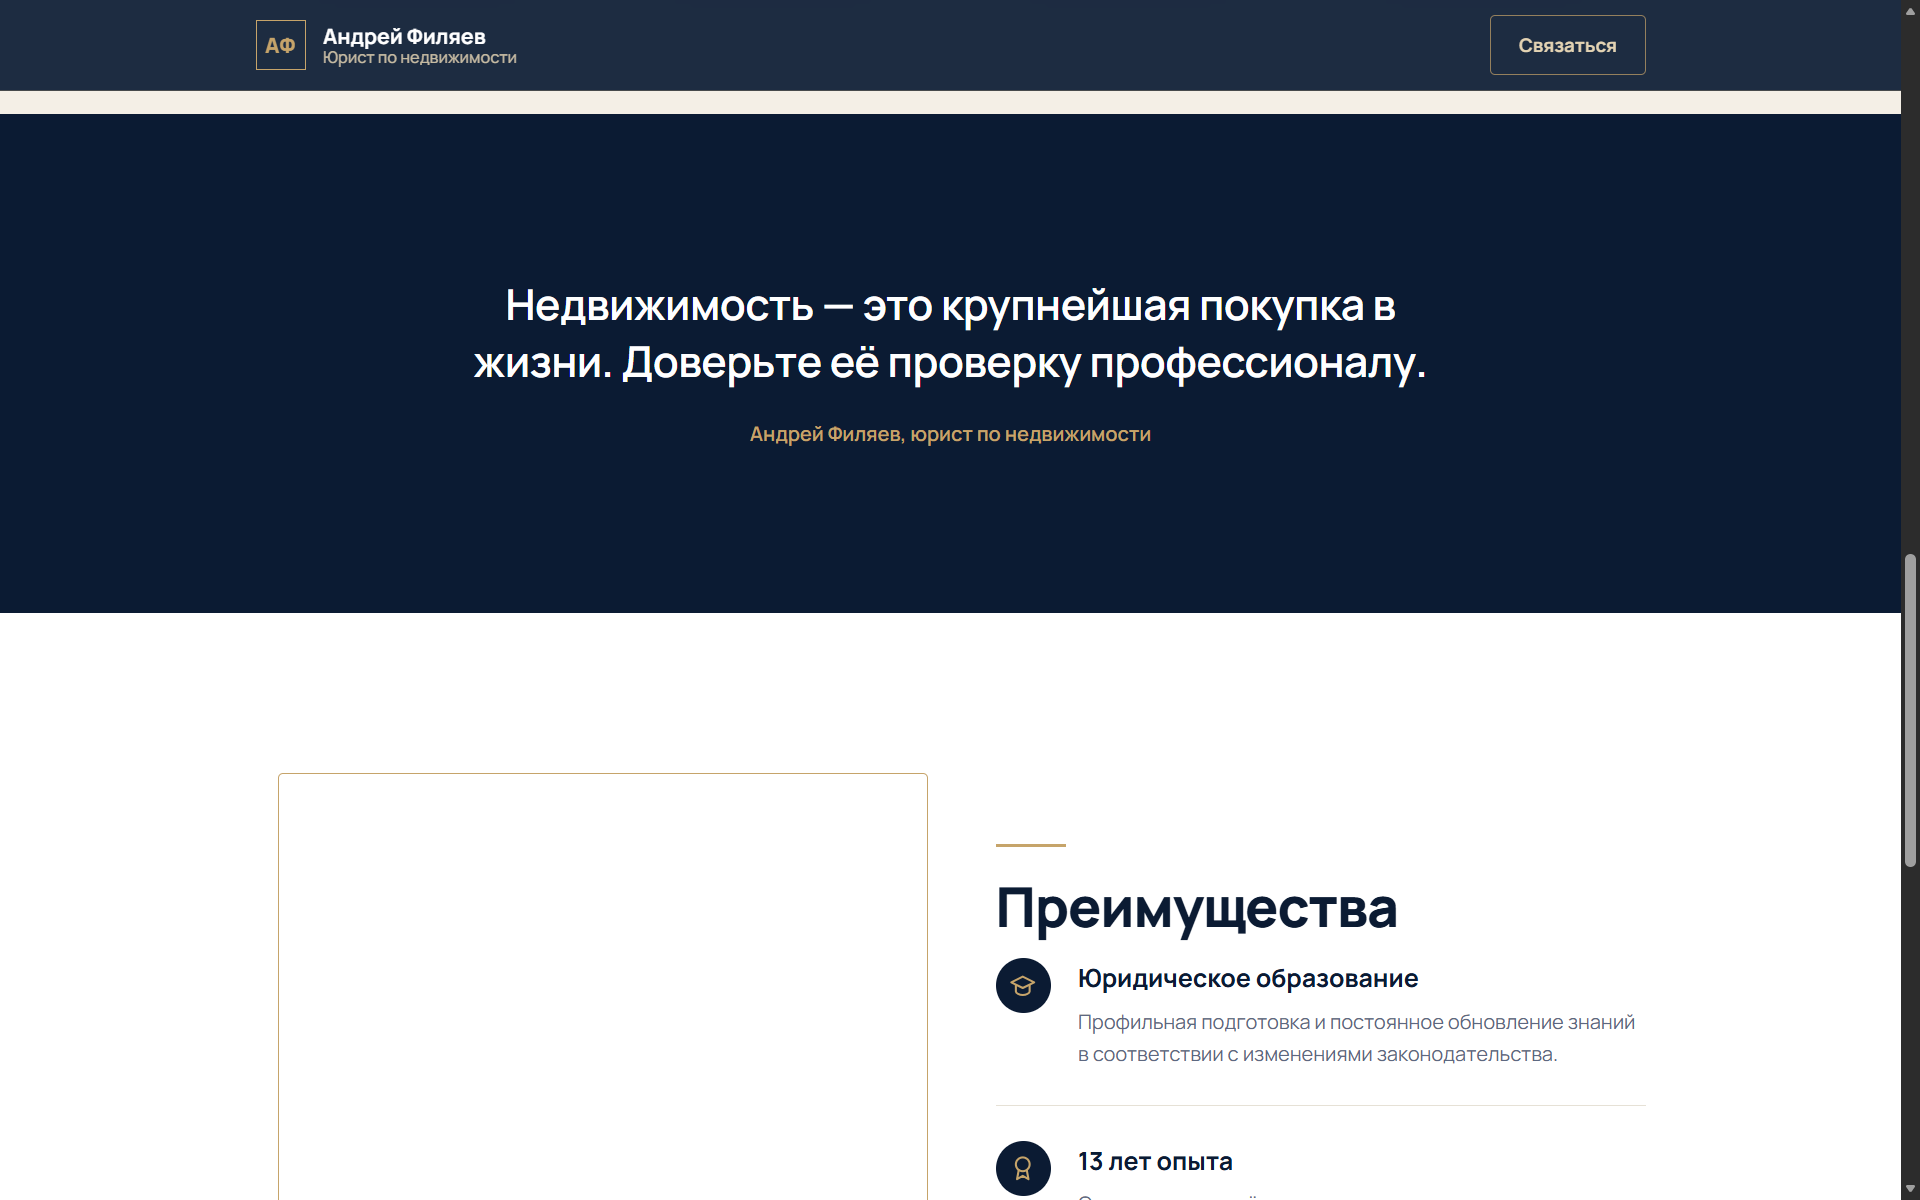 АФ
Андрей Филяев
Юрист по недвижимости
Связаться
Недвижимость — это крупнейшая покупка в
жизни. Доверьте её проверку профессионалу.
Андрей Филяев, юрист по недвижимости
Преимущества
Юридическое образование
Профильная подготовка и постоянное обновление знаний
в соответствии с изменениями законодательства.
13 лет опыта